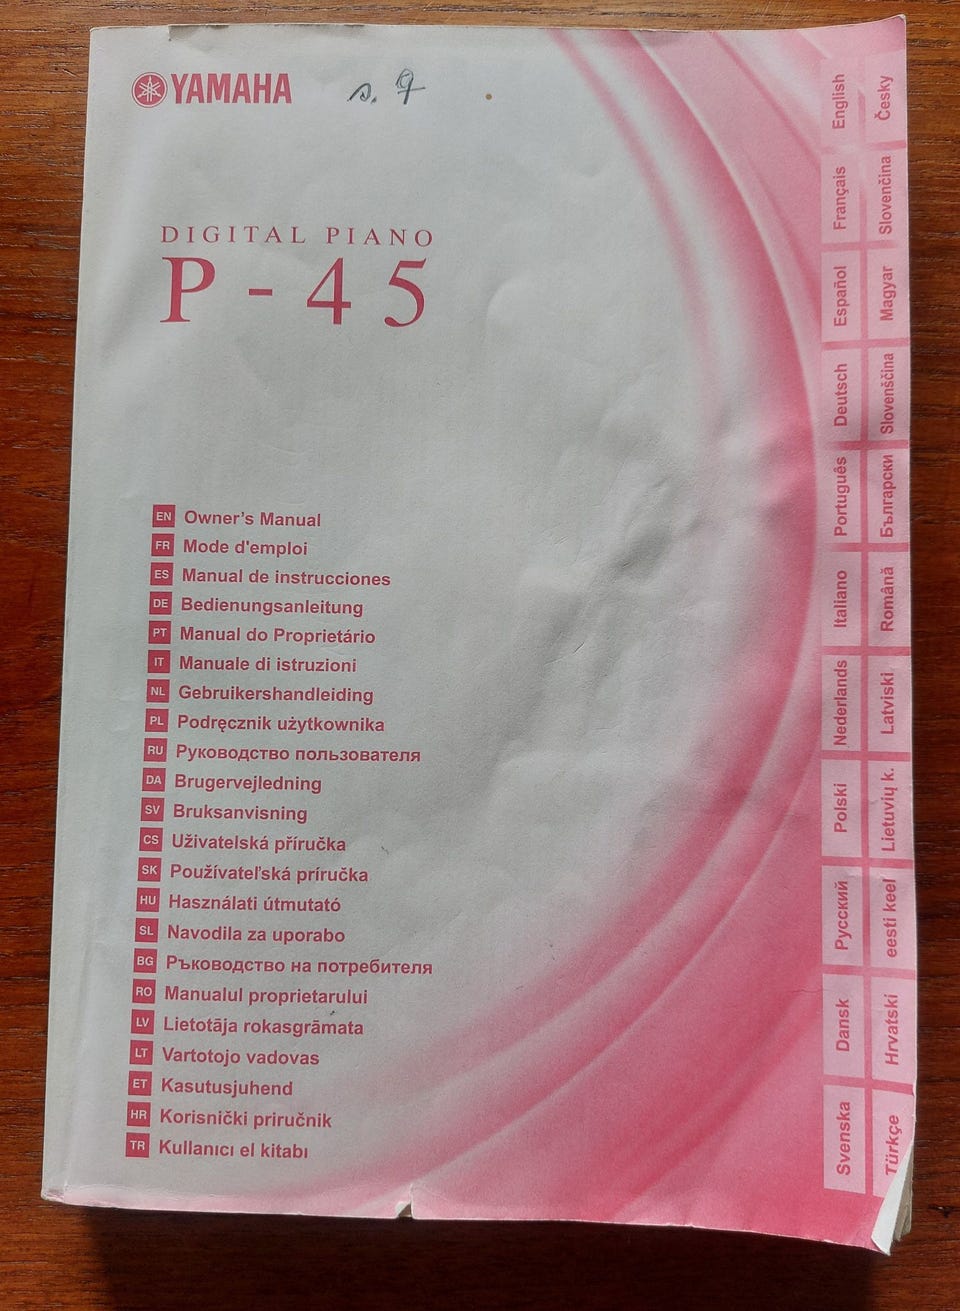 YAMAHA
s. 9
DIGITAL PIANO
P-45
EN Owner's Manual
FR Mode d'emploi
ES Manual de instrucciones
DE Bedienungsanleitung
PT Manual do Proprietário
IT Manuale di istruzioni
NL Gebruikershandleiding
PL Podręcznik użytkownika
RU Руководство пользователя
DA Brugervejledning
SV Bruksanvisning
CS Uživatelská příručka
SK Používateľská príručka
HU Használati útmutató
SL Navodila za uporabo
BG Ръководство на потребителя
RO Manualul proprietarului
LV Lietotāja rokasgrāmata
LT Vartotojo vadovas
ET Kasutusjuhend
HR Korisnički priručnik
TR Kullanıcı el kitabı
English
Français
Español
Deutsch
Português
Italiano
Nederlands
Polski
Русский
Dansk
Svenska
Česky
Slovenčina
Magyar
Slovenščina
Български
Română
Latviski
Lietuvių k.
eesti keel
Hrvatski
Türkçe